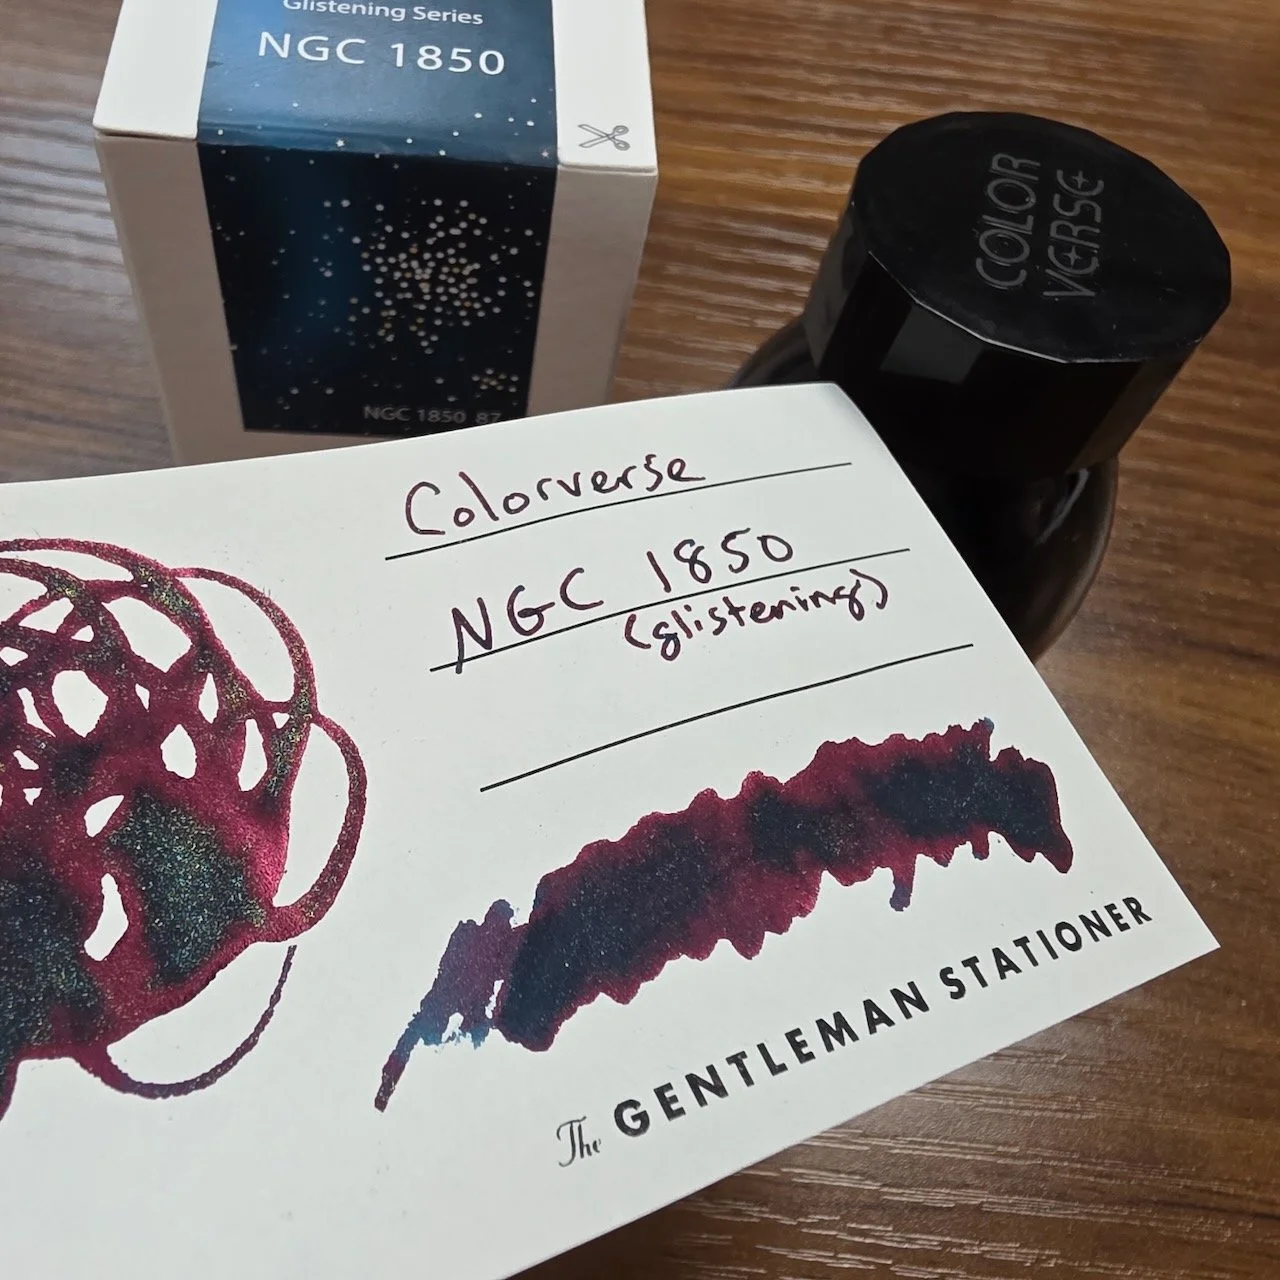 Glistening Series
NGC 1850
NGC 1850 87
COLOR
VERSE
Colorverse
NGC 1850
(glistening)
The GENTLEMAN STATIONER